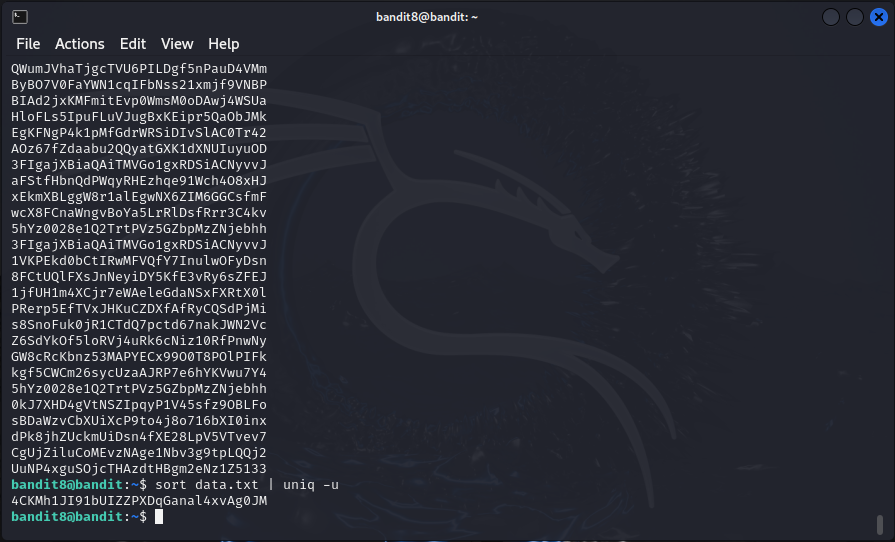 bandit8@bandit: ~
File Actions Edit View Help
QWumJVhaTjgcTVU6PILDgf5nPauD4VMm
ByBO7V0FaYWN1cqIFbNss21xmjf9VNBP
BIAd2jxKMFmitEvp0WmsM0oDAwj4WSUa
HloFLs5IpuFLuVJugBxKEipr5QaObJMk
EgKFNgP4k1pMfGdrWRSiDIvSlAC0Tr42
AOz67fZdaabu2QQyatGXK1dXNUIuyuOD
3FIgajXBiaQAiTMVGo1gxRDSiACNyvvJ
aFStfHbnQdPWqyRHEzhqe91Wch4O8xHJ
xEkmXBLggW8r1alEgwNX6ZIM6GGCsfmF
wcX8FCnaWngvBoYa5LrRlDsfRrr3C4kv
5hYz0028e1Q2TrtPVz5GZbpMzZNjebhh
3FIgajXBiaQAiTMVGo1gxRDSiACNyvvJ
1VKPEkd0bCtIRwMFVQfY7InulwOFyDsn
8FCtUQlFXsJnNeyiDY5KfE3vRy6sZFEJ
1jfUH1m4XCjr7eWAeleGdaNSxFXRtX0l
PRerp5EfTVxJHKuCZDXfAfRyCQSdPjMi
s8SnoFuk0jR1CTdQ7pctd67nakJWN2Vc
Z6SdYkOf5loRVj4uRk6cNiz10RfPnwNy
GW8cRcKbnz53MAPYECx99O0T8POlPIFk
kgf5CWCm26sycUzaAJRP7e6hYKVwu7Y4
5hYz0028e1Q2TrtPVz5GZbpMzZNjebhh
0kJ7XHD4gVtNSZIpqyP1V45sfz9OBLFo
sBDaWzvCbXUiXcP9to4j8o716bXI0inx
dPk8jhZUckmUiDsn4fXE28LpV5VTvev7
CgUjZiluCoMEvzNAge1Nbv3g9tpLQQj2
UuNP4xguSOjcTHAzdtHBgm2eNz1Z5133
bandit8@bandit:~$ sort data.txt | uniq -u
4CKMh1JI91bUIZZPXDqGanal4xvAg0JM
bandit8@bandit:~$